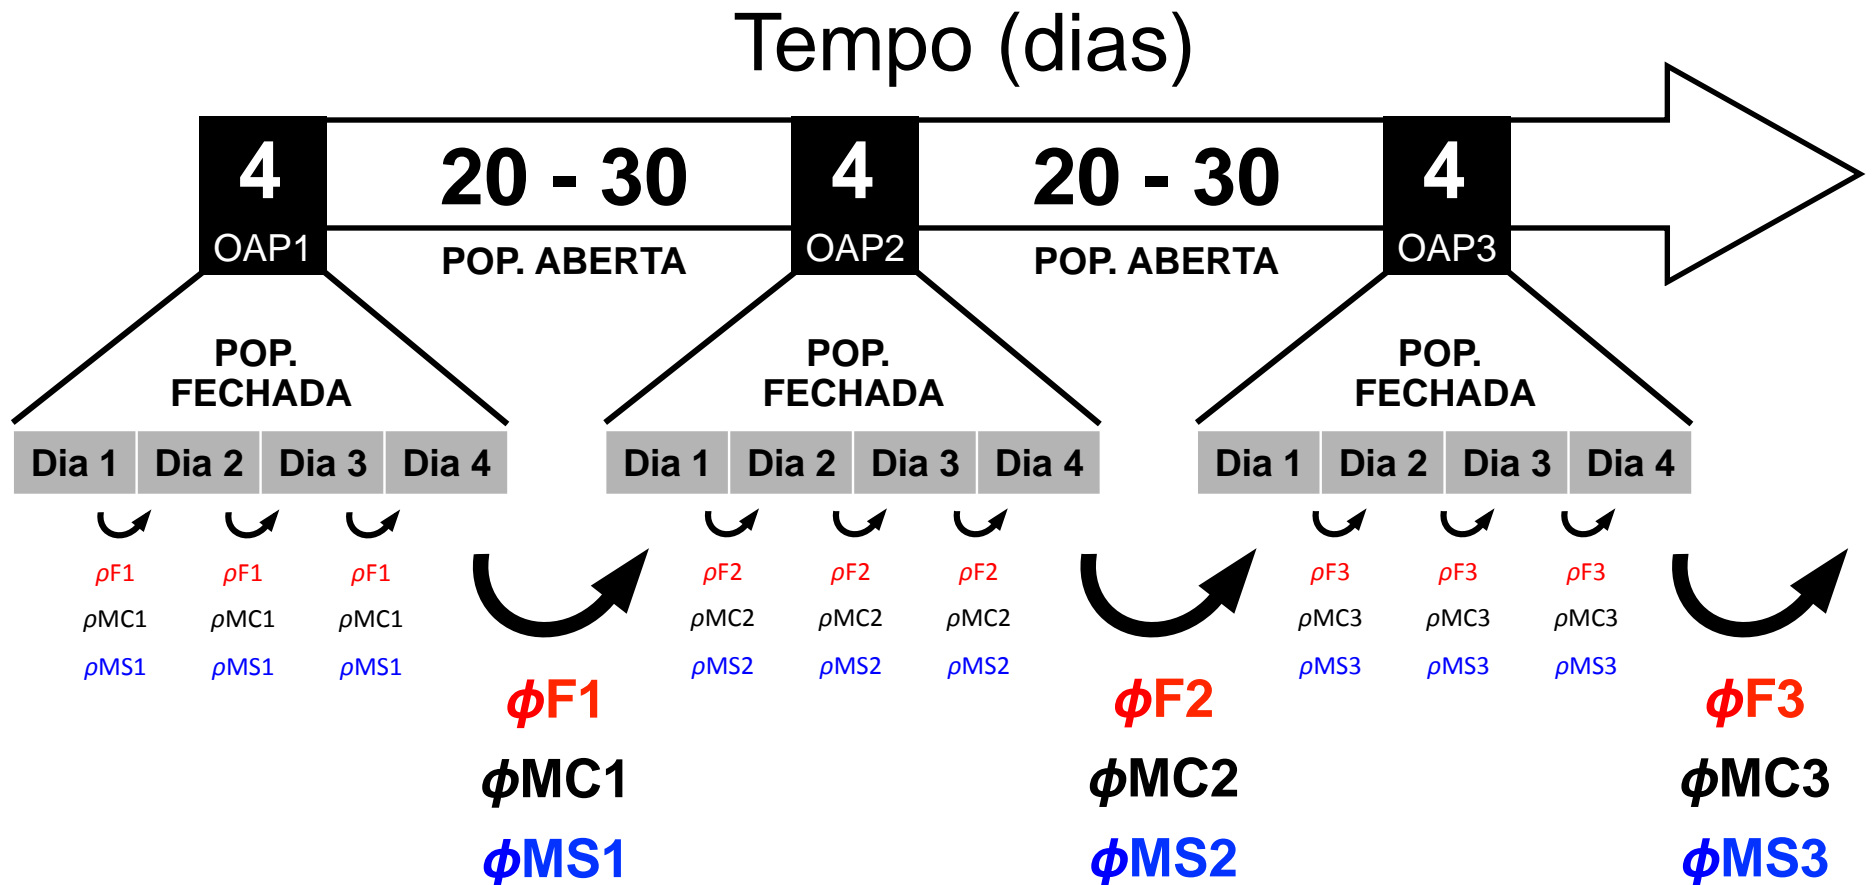 Tempo (dias)
4 20 - 30 4 20 - 30 4
OAP1 OAP2 OAP3
POP. ABERTA POP. ABERTA
POP. POP. POP.
FECHADA FECHADA FECHADA
Dia 1 Dia 2 Dia 3 Dia 4 Dia 1 Dia 2 Dia 3 Dia 4 Dia 1 Dia 2 Dia 3 Dia 4
ρF1 ρF1 ρF1 ρF2 ρF2 ρF2 ρF3 ρF3 ρF3
ρMC1 ρMC1 ρMC1 ρMC2 ρMC2 ρMC2 ρMC3 ρMC3 ρMC3
ρMS1 ρMS1 ρMS1 ρMS2 ρMS2 ρMS2 ρMS3 ρMS3 ρMS3
ϕF1 ϕF2 ϕF3
ϕMC1 ϕMC2 ϕMC3
ϕMS1 ϕMS2 ϕMS3